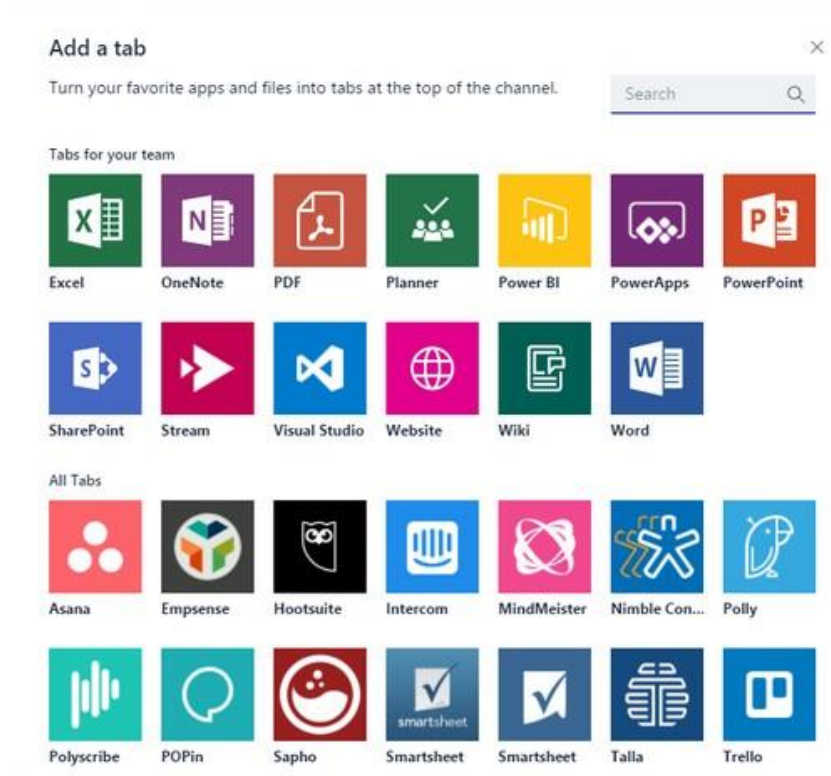 Add a tab
Turn your favorite apps and files into tabs at the top of the channel.
Search
Tabs for your team
X
N
P
Excel OneNote PDF Planner Power BI PowerApps PowerPoint
S
W
SharePoint Stream Visual Studio Website Wiki Word
All Tabs
Asana Empsense Hootsuite Intercom MindMeister Nimble Con... Polly
smartsheet
Polyscribe POPin Sapho Smartsheet Smartsheet Talla Trello